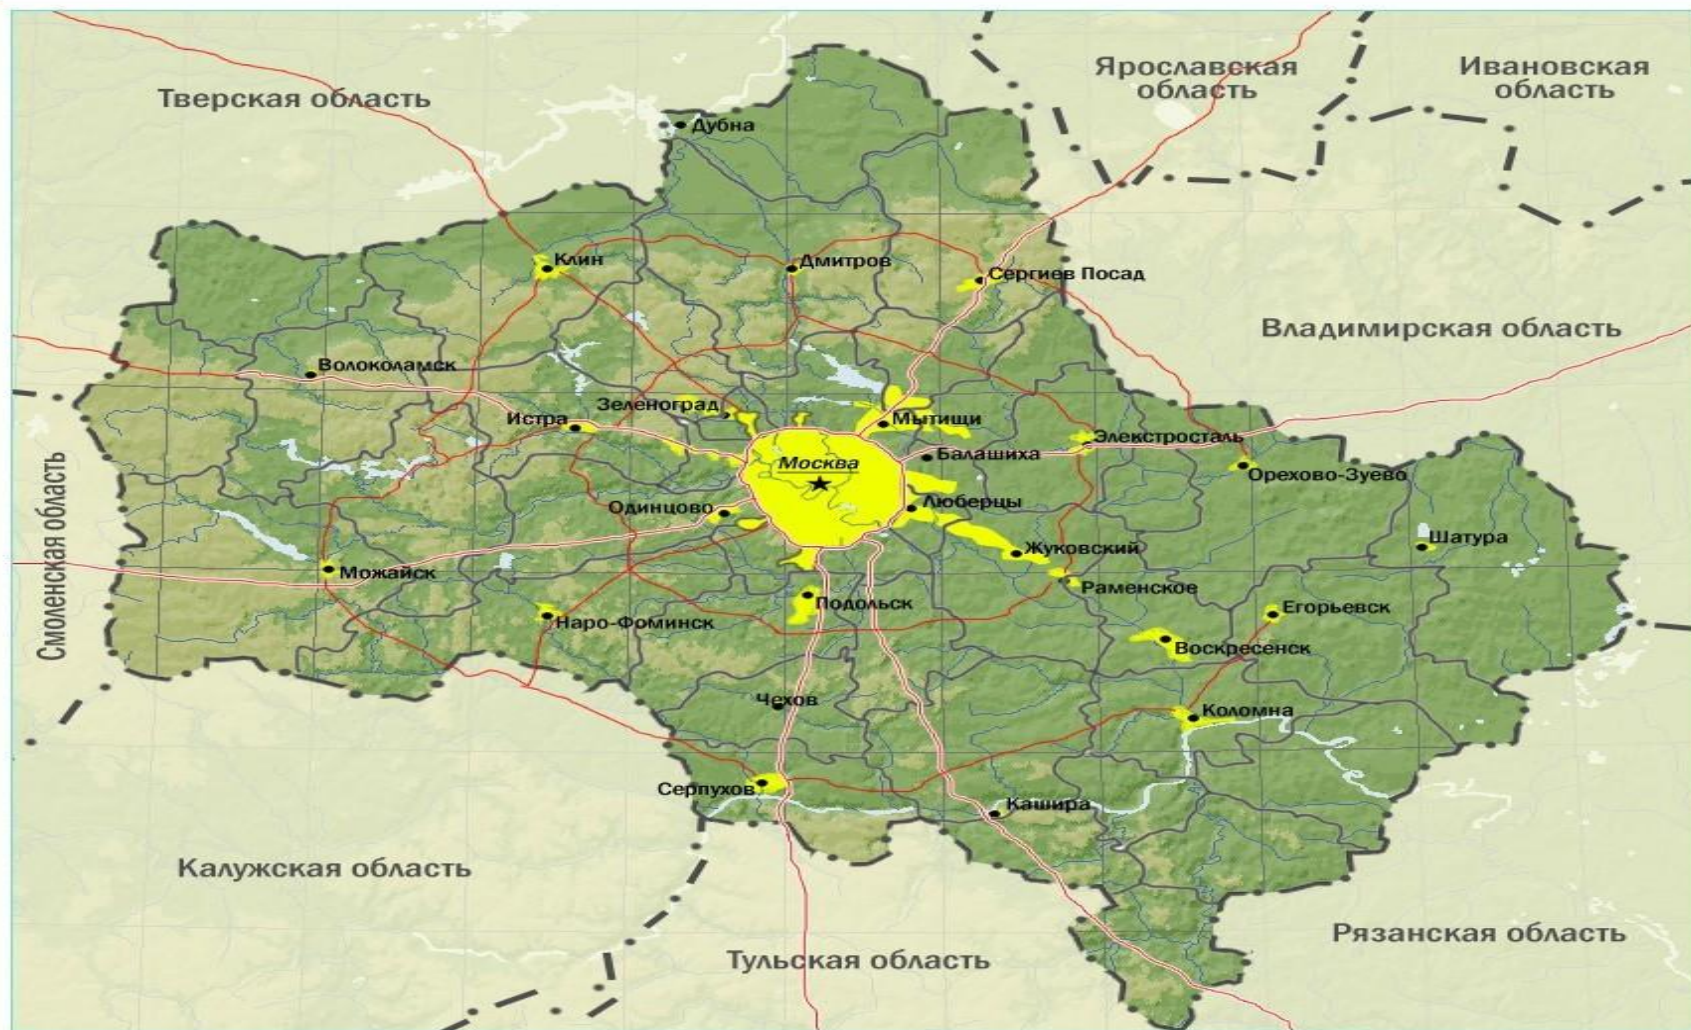 Ярославская
область
Ивановская
область
Тверская область
Дубна
Клин
Дмитров
Сергиев Посад
Владимирская область
Волоколамск
Зеленоград
Истра
Мытищи
Элекстросталь
Москва
Балашиха
Орехово-Зуево
Одинцово
Люберцы
Смоленская область
Шатура
Жуковский
Можайск
Раменское
Подольск
Егорьевск
Наро-Фоминск
Воскресенск
Чехов
Коломна
Серпухов
Кашира
Калужская область
Рязанская область
Тульская область